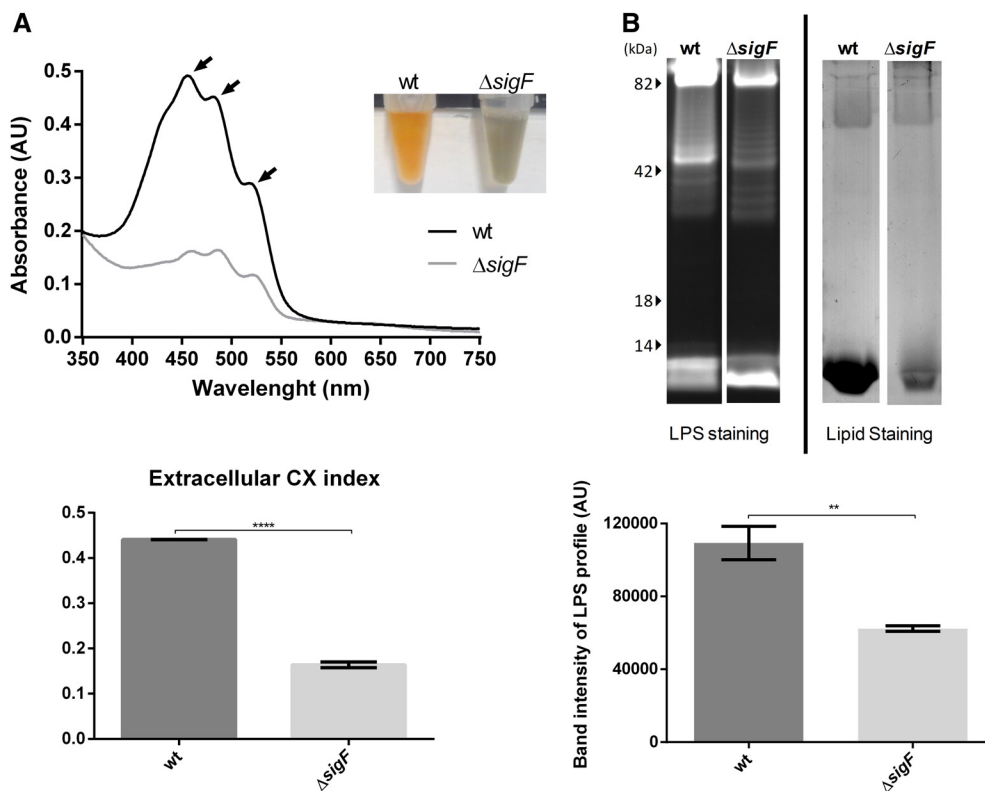 A
Absorbance (AU)
0.5
0.4
0.3
0.2
0.1
0.0
350 400 450 500 550 600 650 700 750
Wavelenght (nm)
wt ΔsigF
wt
ΔsigF
Extracellular CX index
0.5
0.4
0.3
0.2
0.1
0.0
****
wt
ΔsigF
B
(kDa)
wt ΔsigF
wt ΔsigF
82
42
18
14
LPS staining
Lipid Staining
Band intensity of LPS profile (AU)
120000
80000
40000
0
**
wt
ΔsigF